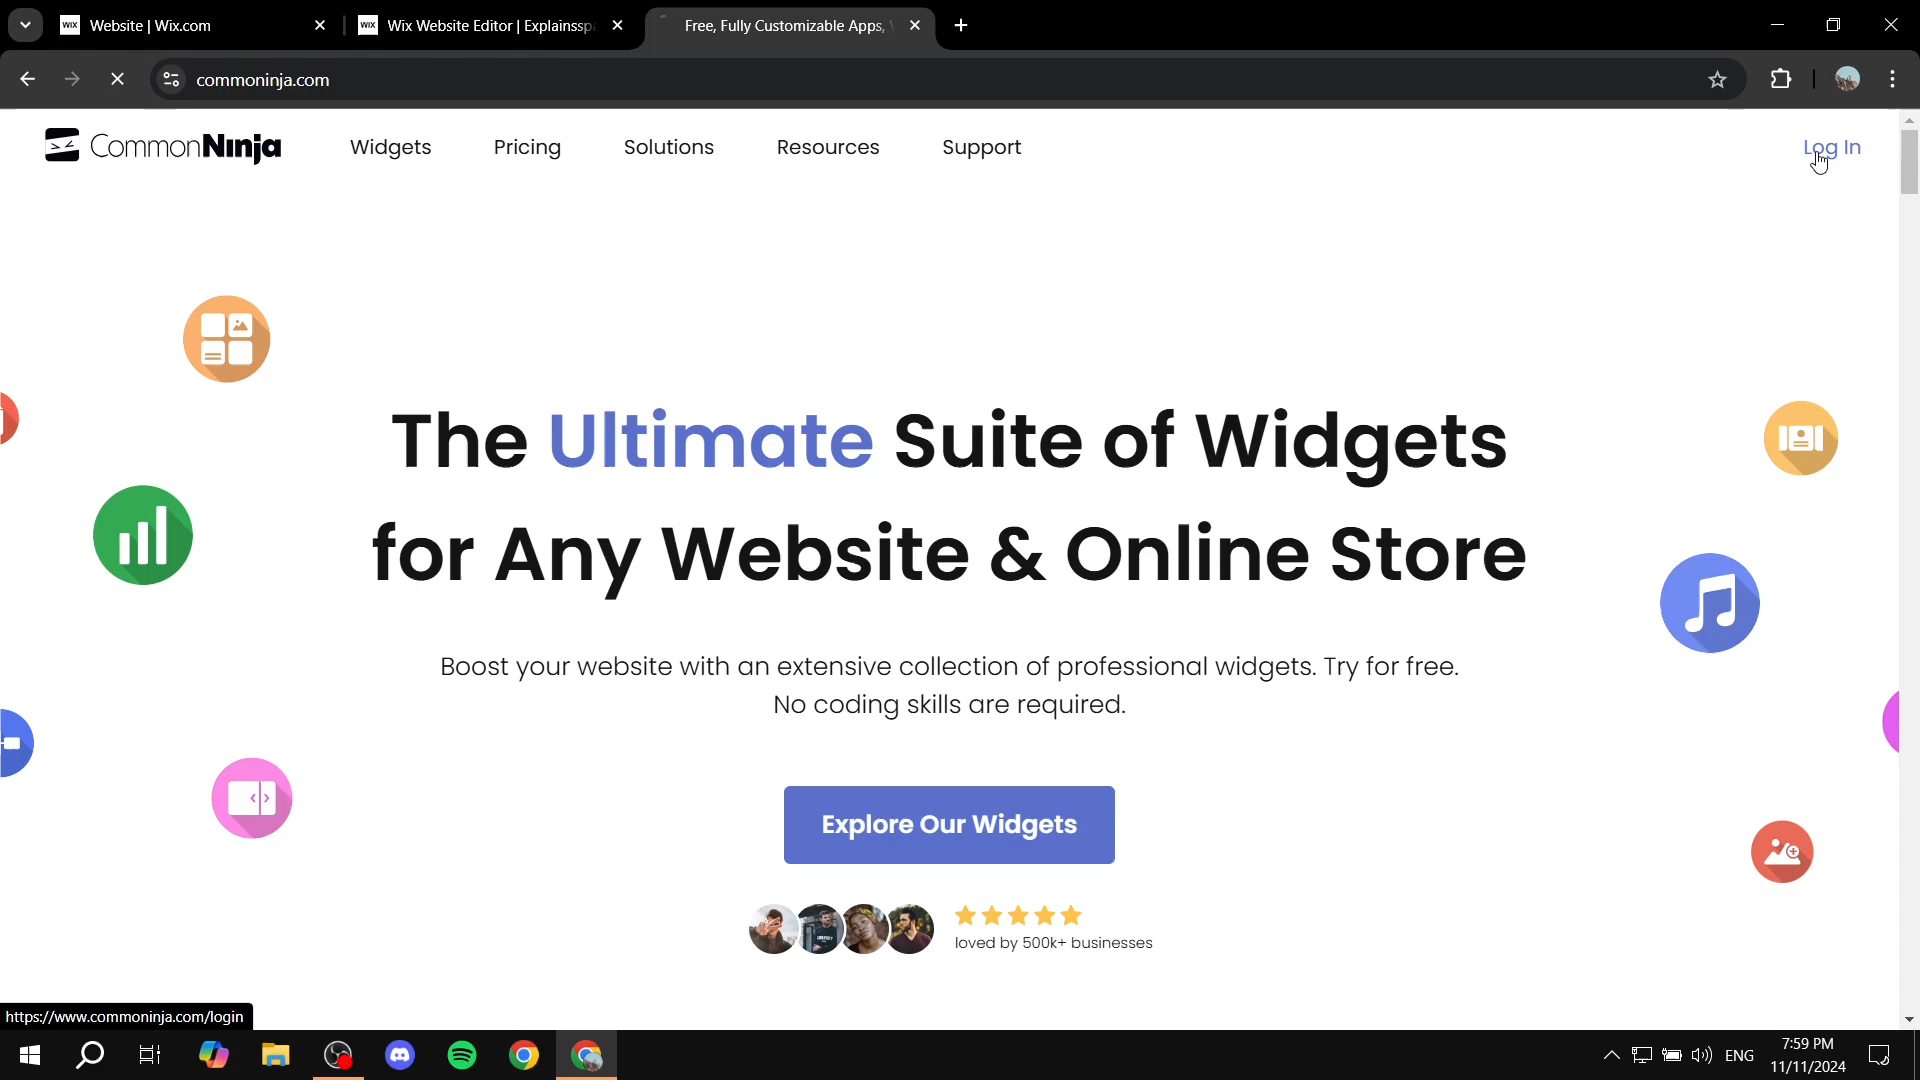 WIX Website | Wix.com
WIX Wix Website Editor | Explainssp
Free, Fully Customizable Apps,
commoninja.com
CommonNinja
Widgets
Pricing
Solutions
Resources
Support
Log In
The Ultimate Suite of Widgets
for Any Website & Online Store
Boost your website with an extensive collection of professional widgets. Try for free.
No coding skills are required.
Explore Our Widgets
loved by 500k+ businesses
https://www.commoninja.com/login
ENG
7:59 PM
11/11/2024